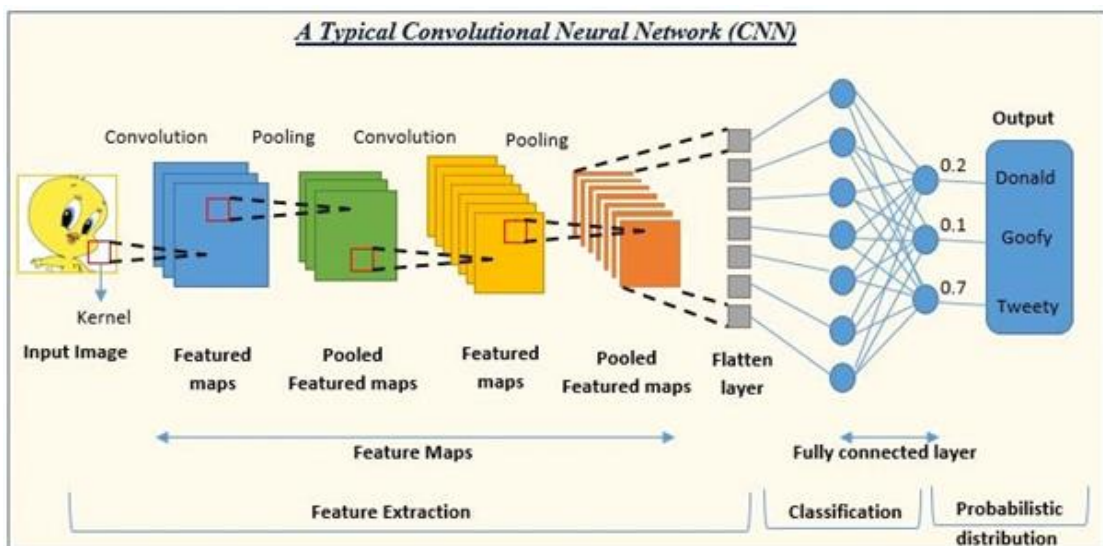 A Typical Convolutional Neural Network (CNN)
Convolution
Pooling
Convolution
Pooling
Output
0.2
Donald
0.1
Goofy
0.7
Tweety
Kernel
Input Image
Featured
maps
Pooled
Featured maps
Featured
maps
Pooled
Featured maps
Flatten
layer
Feature Maps
Fully connected layer
Feature Extraction
Classification
Probabilistic
distribution